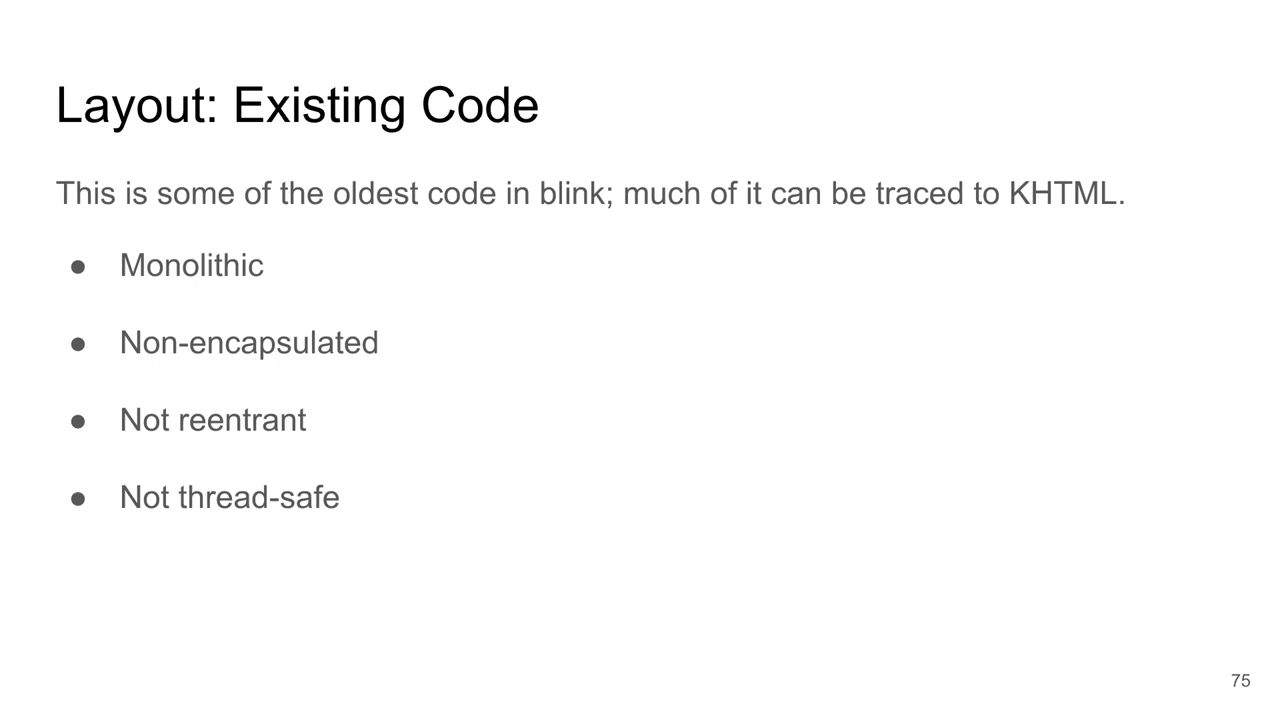 Layout: Existing Code
This is some of the oldest code in blink; much of it can be traced to KHTML.
● Monolithic
● Non-encapsulated
● Not reentrant
● Not thread-safe
75